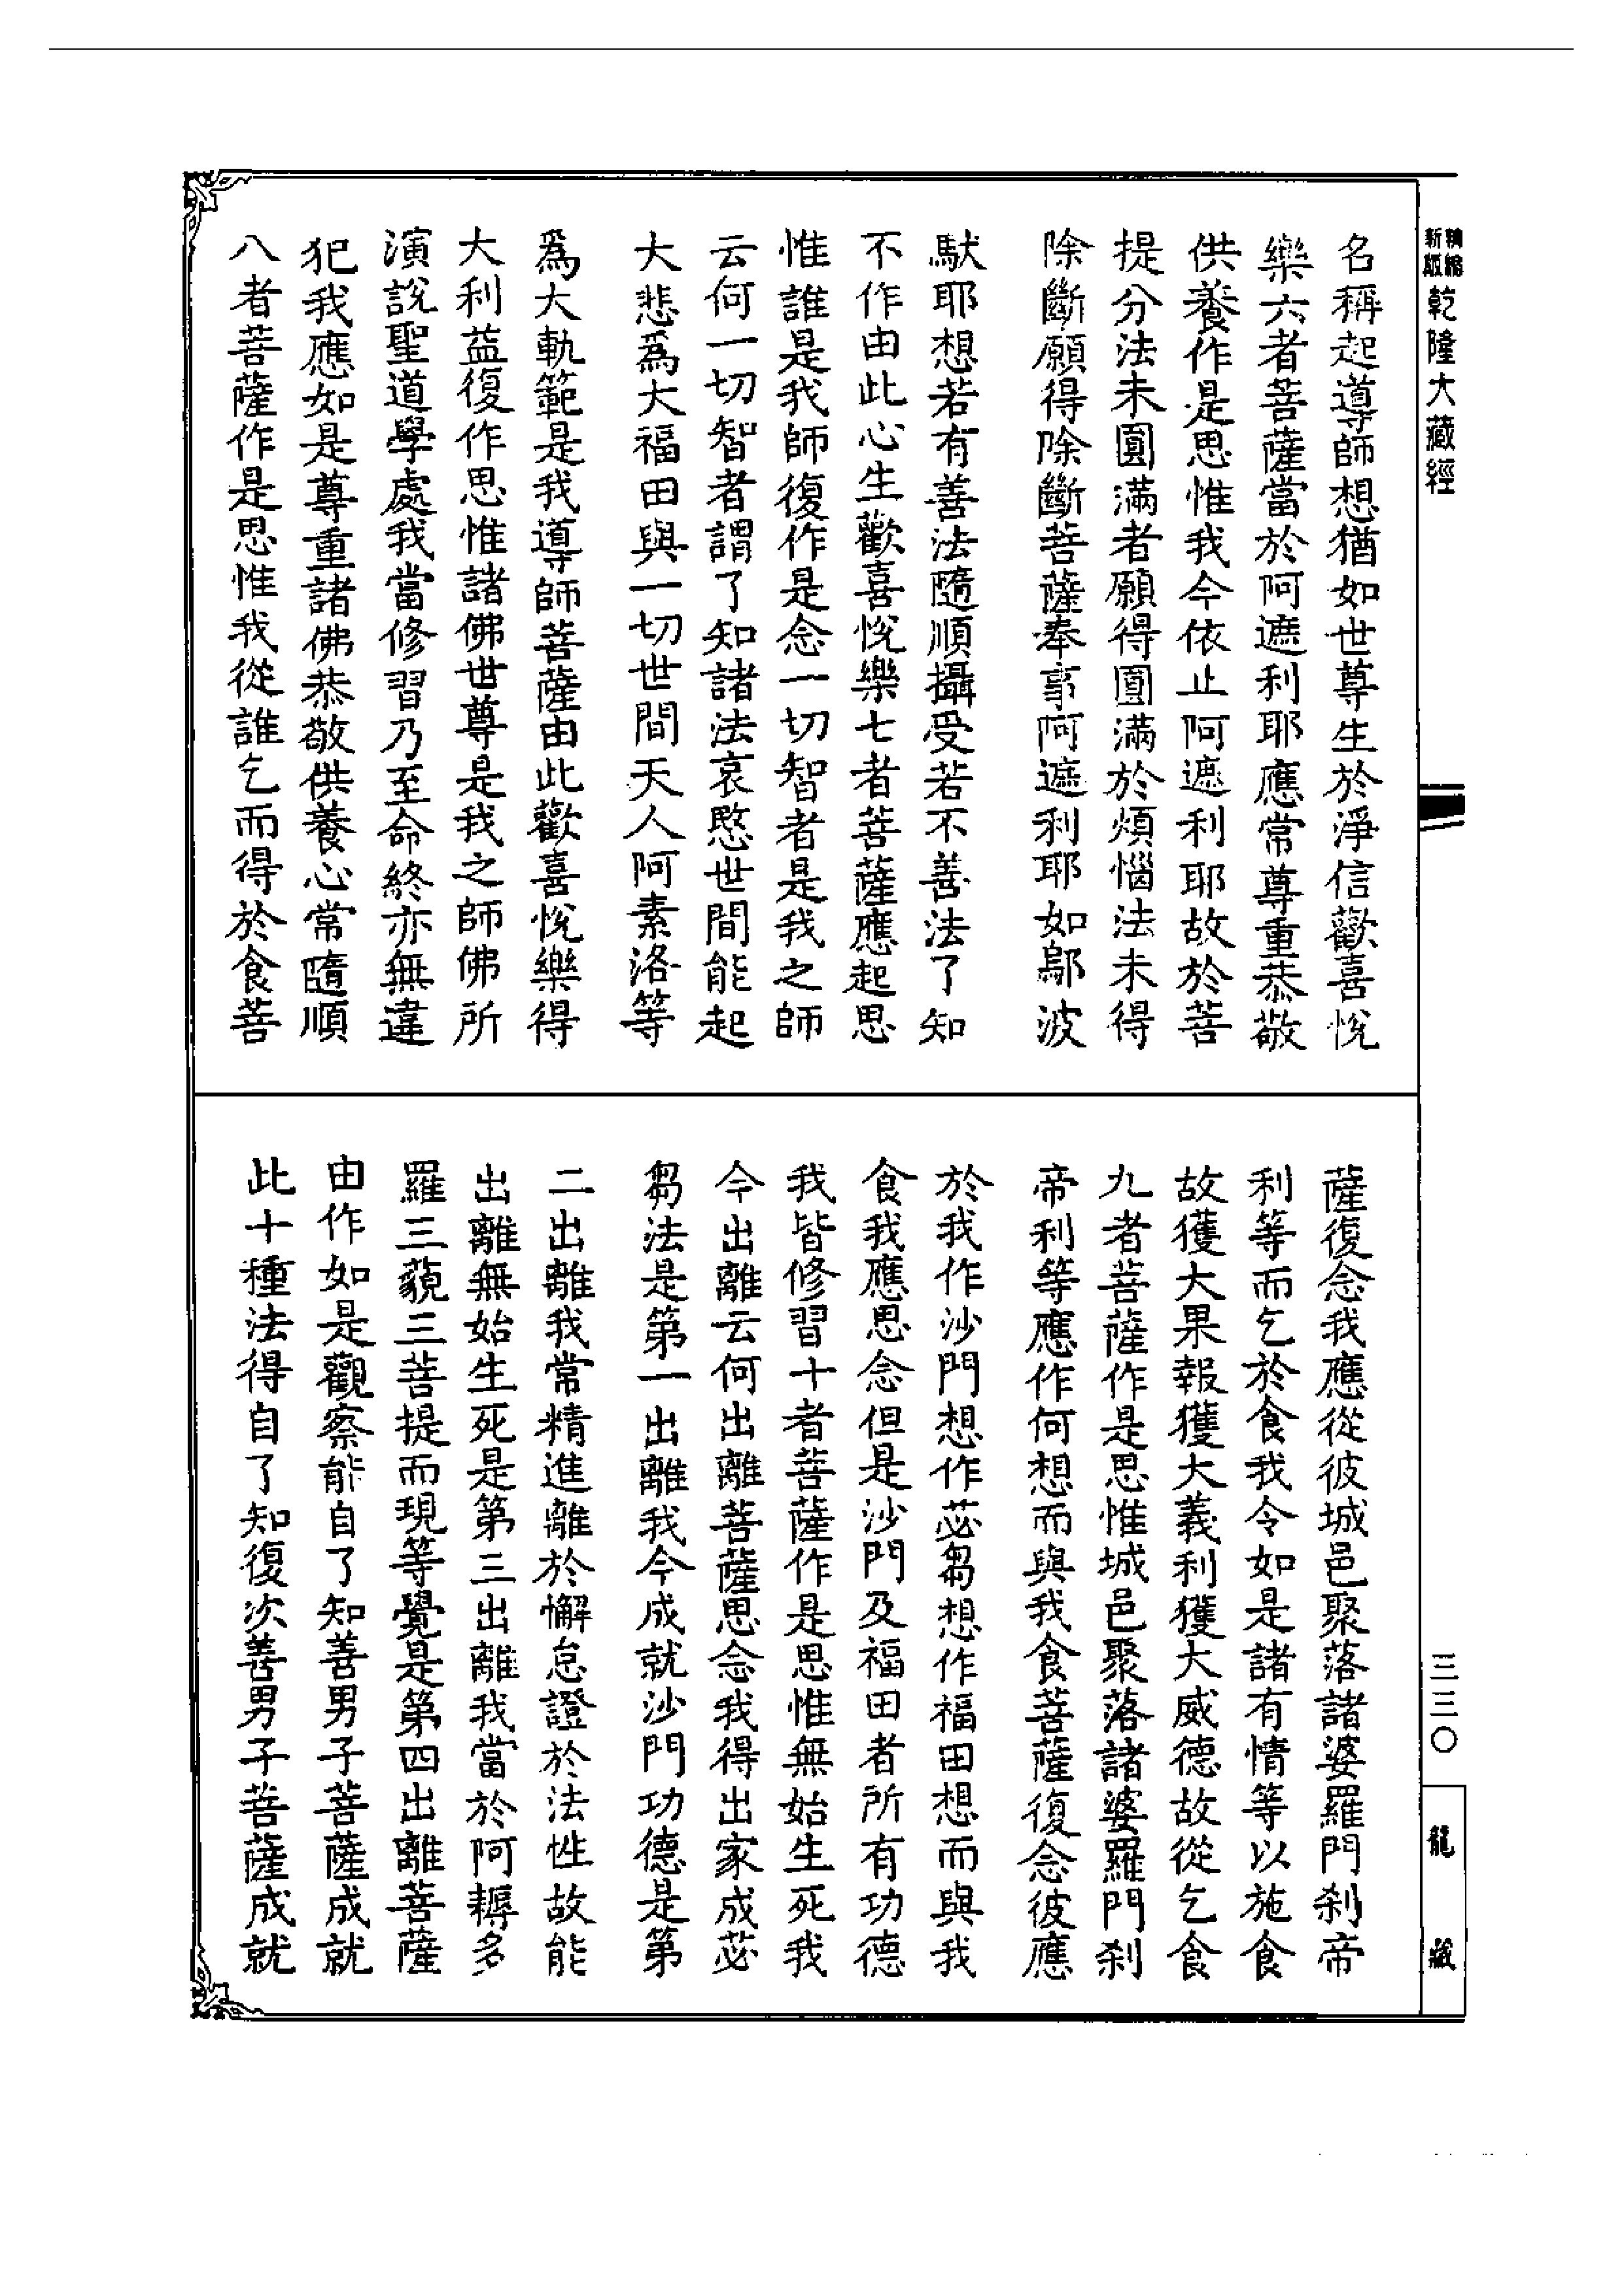 新版精縮乾隆大藏經
名稱起導師想猶如世尊生於淨信歡喜悅
樂六者菩薩當於阿遮利耶應常尊重恭敬
供養作是思惟我今依止阿遮利耶故於菩
提分法未圓滿者願得圓滿於煩惱法未得
除斷願得除斷菩薩奉事阿遮利耶如鄔波
馱耶想若有善法隨順攝受若不善法了知
不作由此心生歡喜悅樂七者菩薩應起思
惟誰是我師復作是念一切智者是我之師
云何一切智者謂了知諸法哀愍世間能起
大悲爲大福田與一切世間天人阿素洛等
爲大軌範是我導師菩薩由此歡喜悅樂得
大利益復作思惟諸佛世尊是我之師佛所
演說聖道學處我當修習乃至命終亦無違
犯我應如是尊重諸佛恭敬供養心常隨順
八者菩薩作是思惟我從誰乞而得於食菩
薩復念我應從彼城邑聚落諸婆羅門刹帝
利等而乞於食我令如是諸有情等以施食
故獲大果報獲大義利獲大威德故從乞食
九者菩薩作是思惟城邑聚落諸婆羅門刹
帝利等應作何想而與我食菩薩復念彼應
於我作沙門想作苾芻想作福田想而與我
食我應思念但是沙門及福田者所有功德
我皆修習十者菩薩作是思惟無始生死我
今出離云何出離菩薩思念我得出家成苾
芻法是第一出離我今成就沙門功德是第
二出離我常精進離於懈怠證於法性故能
出離無始生死是第三出離我當於阿耨多
羅三藐三菩提而現等覺是第四出離菩薩
由作如是觀察能自了知善男子菩薩成就
此十種法得自了知復次善男子菩薩成就
三三〇
龍藏